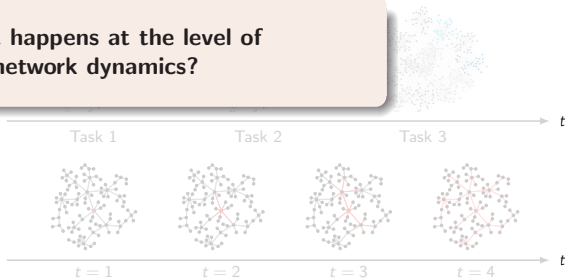 happens at the level of
network dynamics?
t
Task 1 Task 2 Task 3
t
t = 1 t = 2 t = 3 t = 4